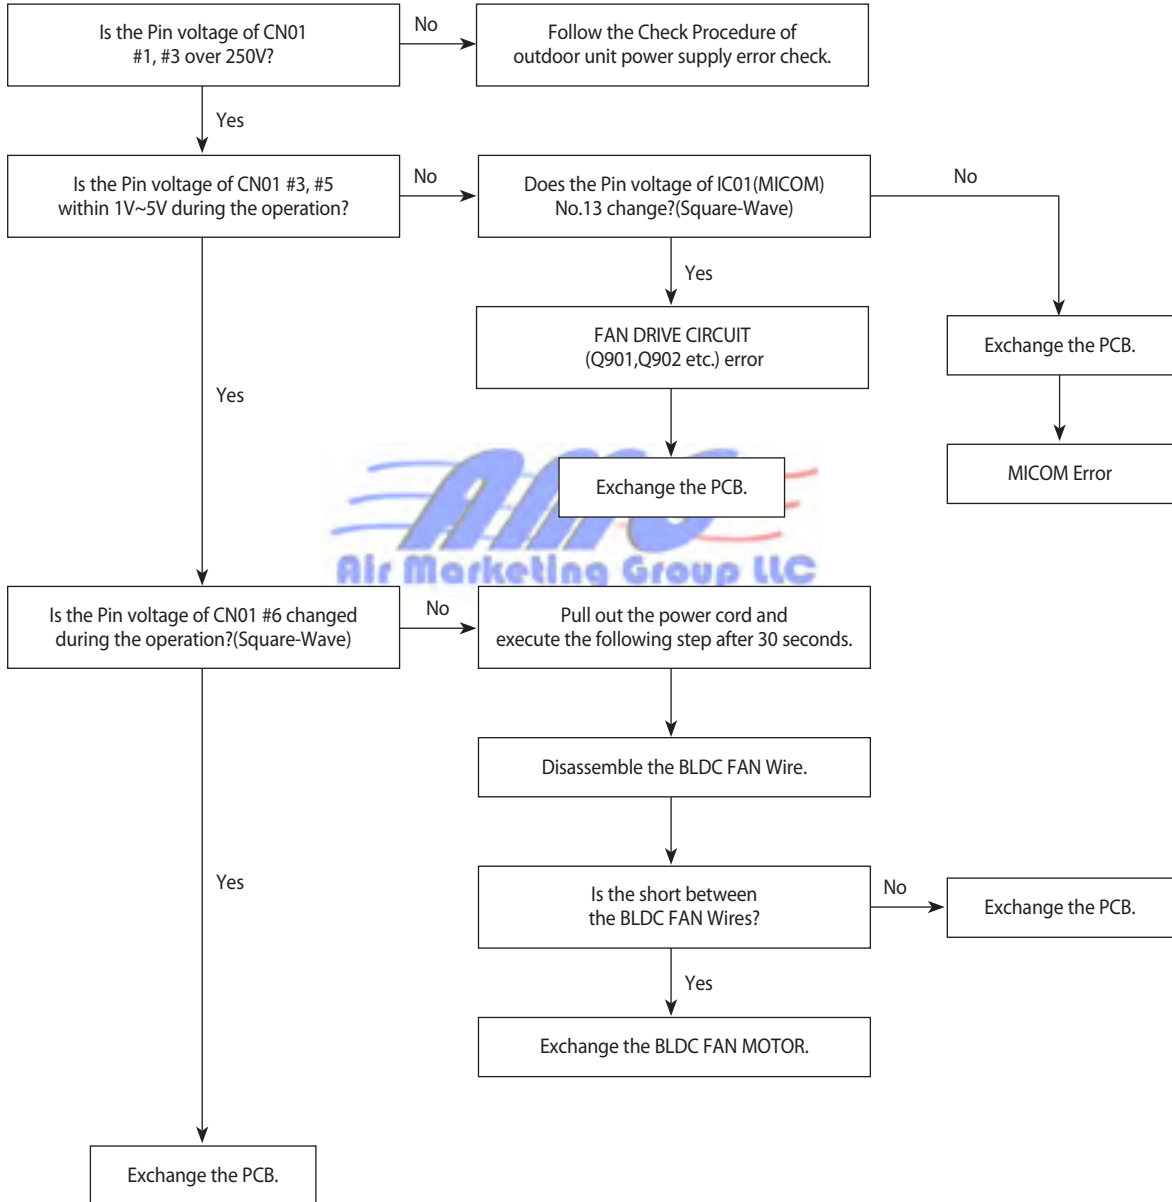 Is the Pin voltage of CN01
#1, #3 over 250V?
No
Follow the Check Procedure of
outdoor unit power supply error check.
Yes
Is the Pin voltage of CN01 #3, #5
within 1V~5V during the operation?
No
Does the Pin voltage of IC01(MICOM)
No.13 change?(Square-Wave)
No
Yes
FAN DRIVE CIRCUIT
(Q901,Q902 etc.) error
Exchange the PCB.
Yes
Exchange the PCB.
MICOM Error
AMG
Air Marketing Group LLC
Is the Pin voltage of CN01 #6 changed
during the operation?(Square-Wave)
No
Pull out the power cord and
execute the following step after 30 seconds.
Disassemble the BLDC FAN Wire.
Yes
Is the short between
the BLDC FAN Wires?
No
Exchange the PCB.
Yes
Exchange the BLDC FAN MOTOR.
Exchange the PCB.